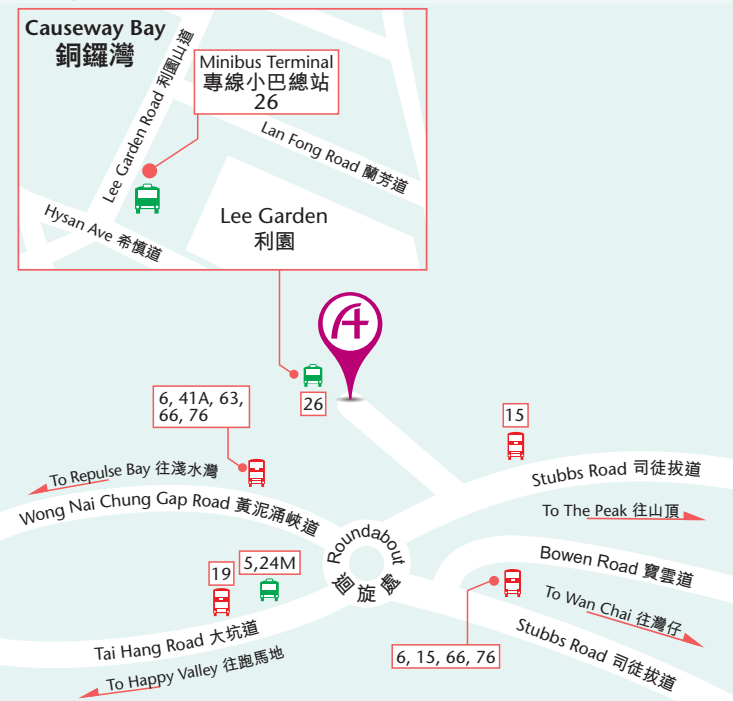 Causeway Bay
銅鑼灣
Minibus Terminal
專線小巴總站
26
Lee Garden Road 利園山道
Lan Fong Road 蘭芳道
Hysan Ave 希慎道
Lee Garden
利園
26
6, 41A, 63,
66, 76
15
To Repulse Bay 往淺水灣
Wong Nai Chung Gap Road 黃泥涌峽道
Stubbs Road 司徒拔道
To The Peak 往山頂
Roundabout
迴旋處
Bowen Road 寶雲道
19
5,24M
To Wan Chai 往灣仔
Tai Hang Road 大坑道
6, 15, 66, 76
Stubbs Road 司徒拔道
To Happy Valley 往跑馬地